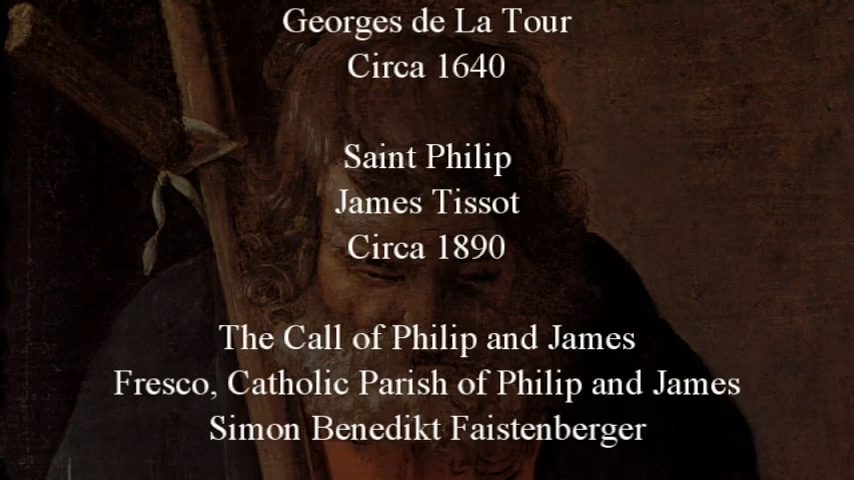 Georges de La Tour
Circa 1640
Saint Philip
James Tissot
Circa 1890
The Call of Philip and James
Fresco, Catholic Parish of Philip and James
Simon Benedikt Faistenberger